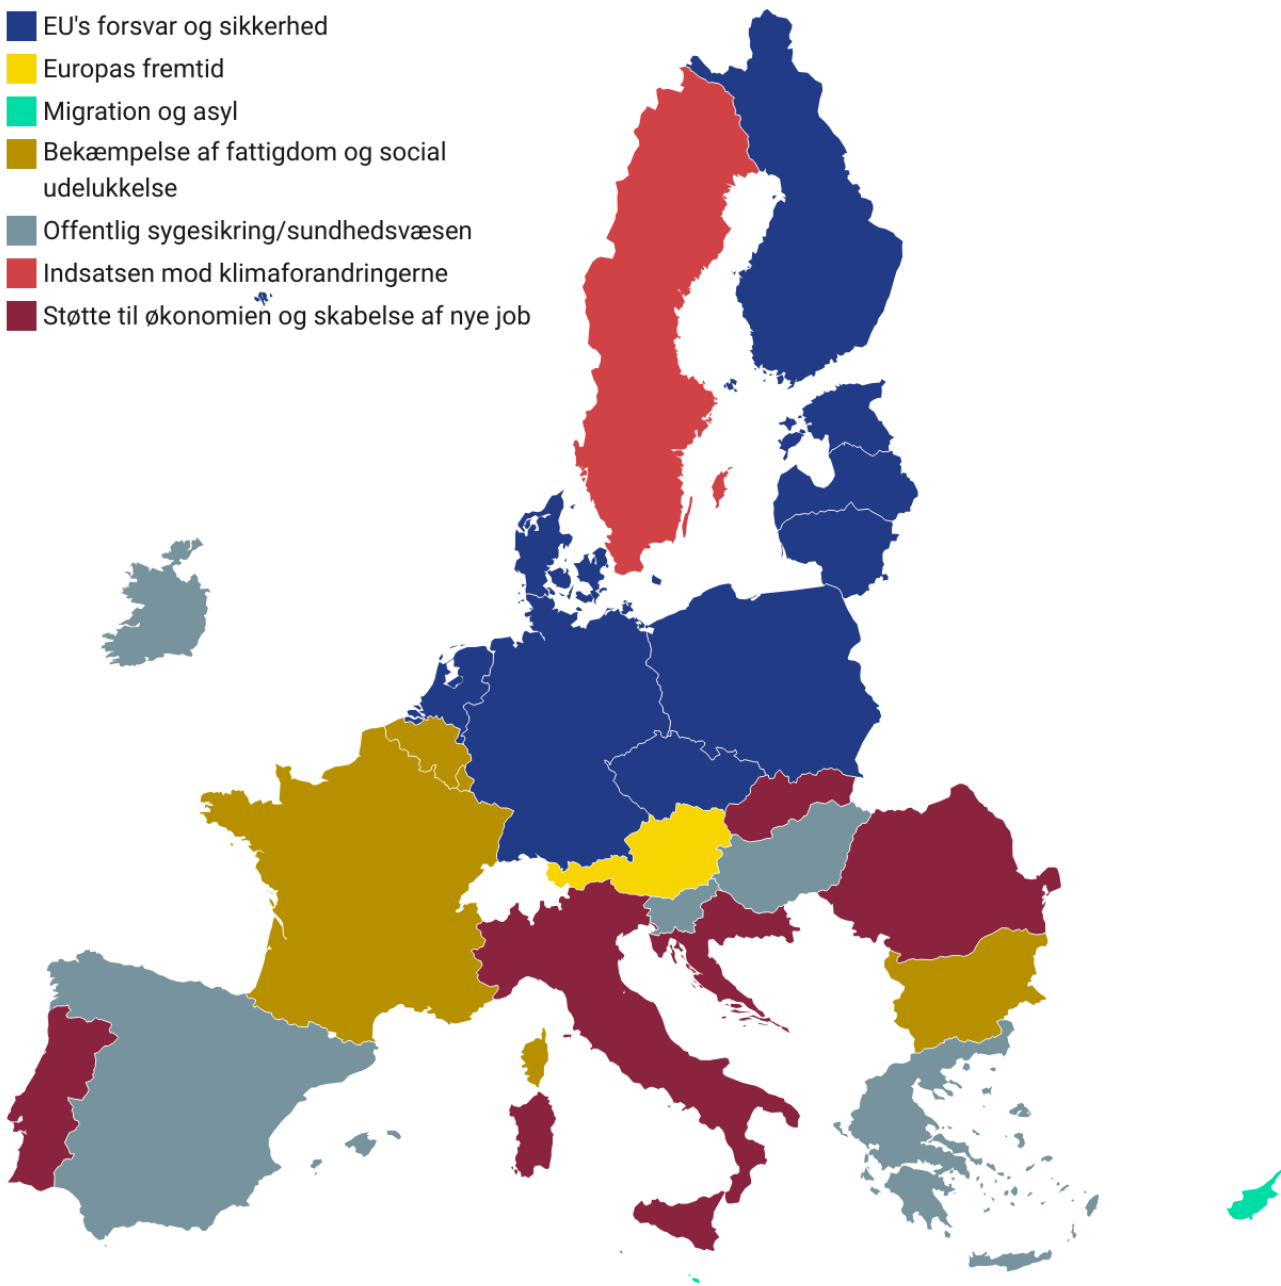 EU's forsvar og sikkerhed
Europas fremtid
Migration og asyl
Bekæmpelse af fattigdom og social
udelukkelse
Offentlig sygesikring/sundhedsvæsen
Indsatsen mod klimaforandringerne
Støtte til økonomien og skabelse af nye job